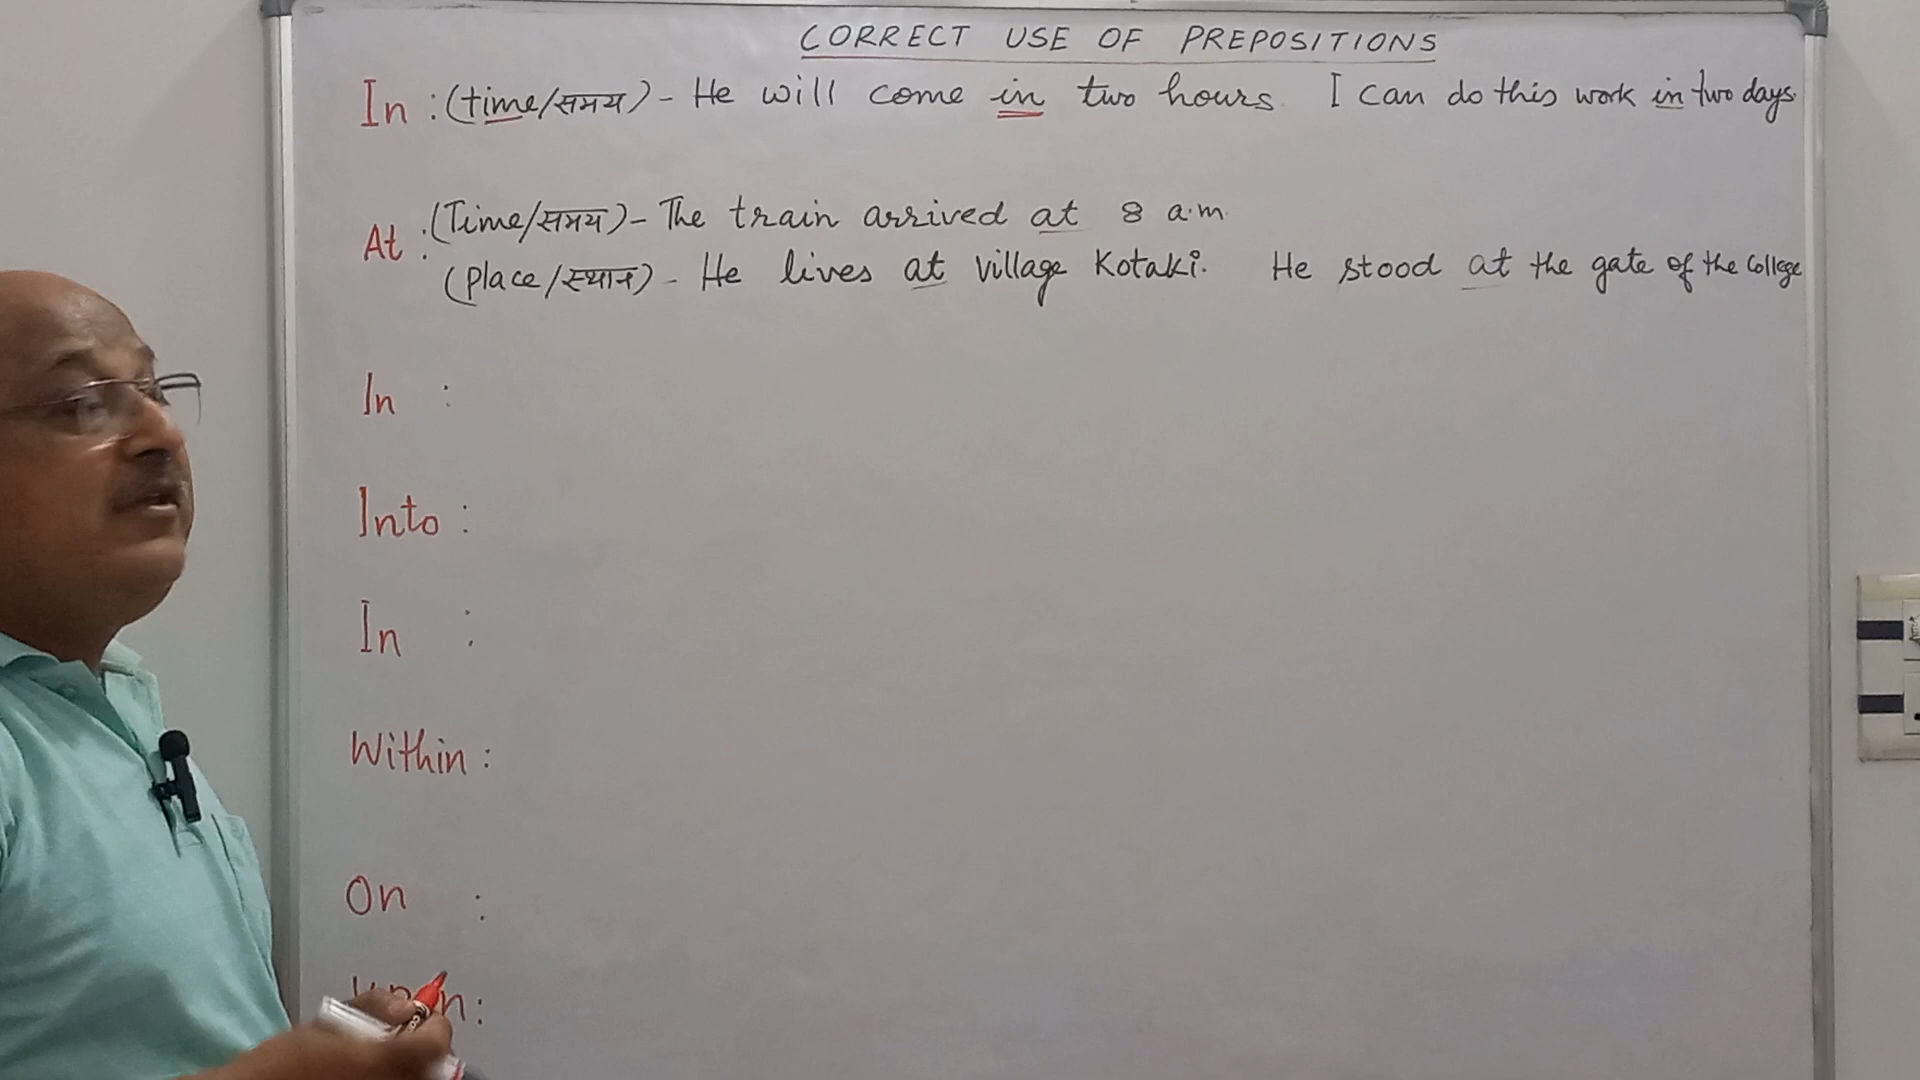 CORRECT USE OF PREPOSITIONS
In : (time/समय) - He will come in two hours. I can do this work in two days.
At : (Time/समय) - The train arrived at 8 a.m.
(Place/स्थान) - He lives at village Kotaki. He stood at the gate of the College
In :
Into :
In :
Within :
On :